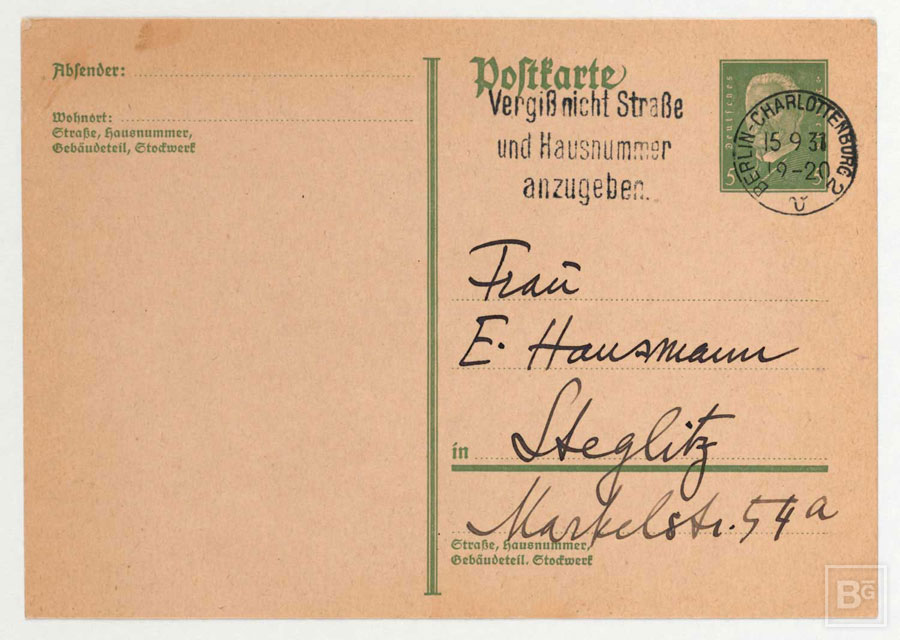 Absender:
Wohnort:
Straße, Hausnummer,
Gebäudeteil, Stockwerk
Postkarte
Vergiß nicht Straße
und Hausnummer
anzugeben.
Deutsches
5 5
BERLIN-CHARLOTTENBURG 2
15.9.31
19-20
v
Frau
E. Hausmann
in Steglitz
Markelstr. 54a
Straße, Hausnummer,
Gebäudeteil. Stockwerk
BG